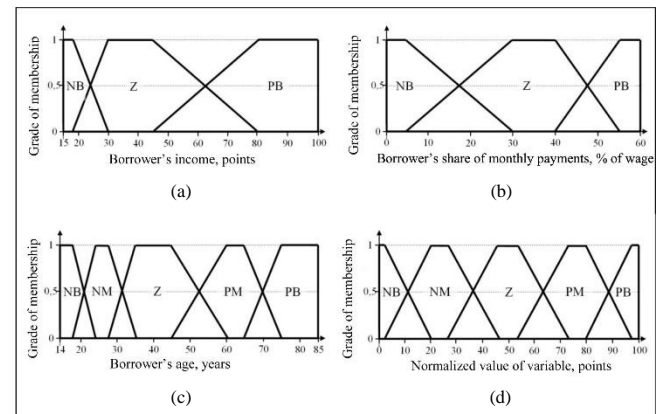 Grade of membership
1
0.5
0
NB
Z
PB
15 20 30 40 50 60 70 80 90 100
Borrower's income, points
(a)
Grade of membership
1
0.5
0
NB
Z
PB
0 10 20 30 40 50 60
Borrower's share of monthly payments, % of wage
(b)
Grade of membership
1
0.5
0
NB
NM
Z
PM
PB
14 20 30 40 50 60 70 85
Borrower's age, years
(c)
Grade of membership
1
0.5
0
NB
NM
Z
PM
PB
0 10 20 30 40 50 60 70 80 90 100
Normalized value of variable, points
(d)